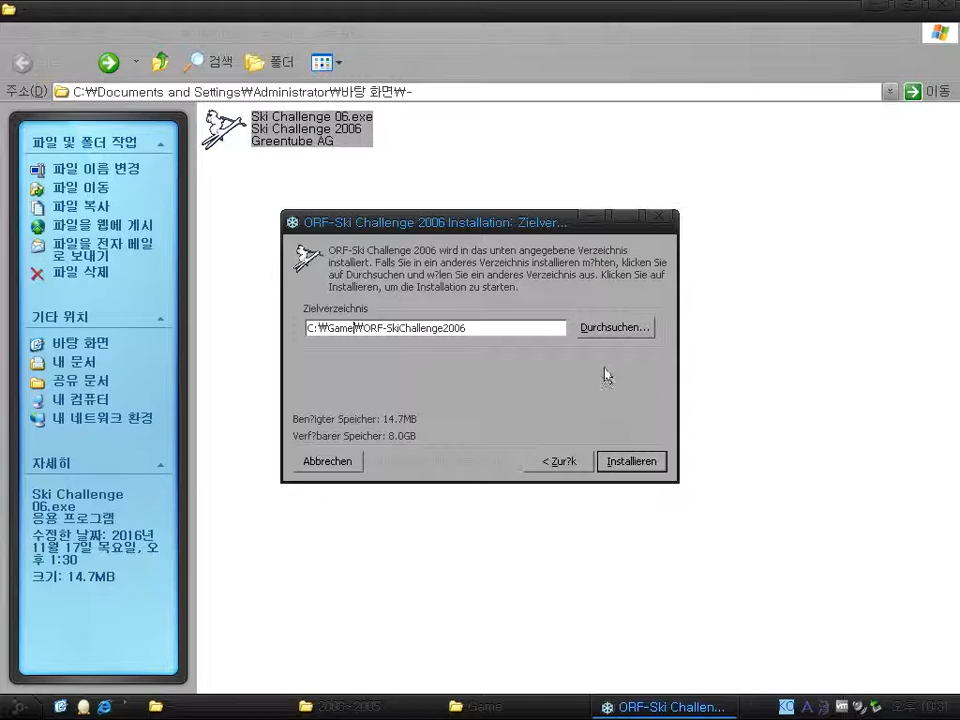 검색
폴더
주소(D)
C:₩Documents and Settings₩Administrator₩바탕 화면₩-
이동
파일 및 폴더 작업
파일 이름 변경
파일 이동
파일 복사
파일을 웹에 게시
파일을 전자 메일
로 보내기
파일 삭제
기타 위치
바탕 화면
내 문서
공유 문서
내 컴퓨터
내 네트워크 환경
자세히
Ski Challenge
06.exe
응용 프로그램
수정한 날짜: 2016년
11월 17일 목요일, 오
후 1:30
크기: 14.7MB
Ski Challenge 06.exe
Ski Challenge 2006
Greentube AG
ORF-Ski Challenge 2006 Installation: Zielver...
ORF-Ski Challenge 2006 wird in das unten angegebene Verzeichnis
installiert. Falls Sie in ein anderes Verzeichnis installieren m?hten, klicken Sie
auf Durchsuchen und w?len Sie ein anderes Verzeichnis aus. Klicken Sie auf
Installieren, um die Installation zu starten.
Zielverzeichnis
C:₩Game₩ORF-SkiChallenge2006
Durchsuchen...
Ben?igter Speicher: 14.7MB
Verf?barer Speicher: 8.0GB
Abbrechen
< Zur?k
Installieren
2006~2005
Game
ORF-Ski Challen...
KC
A